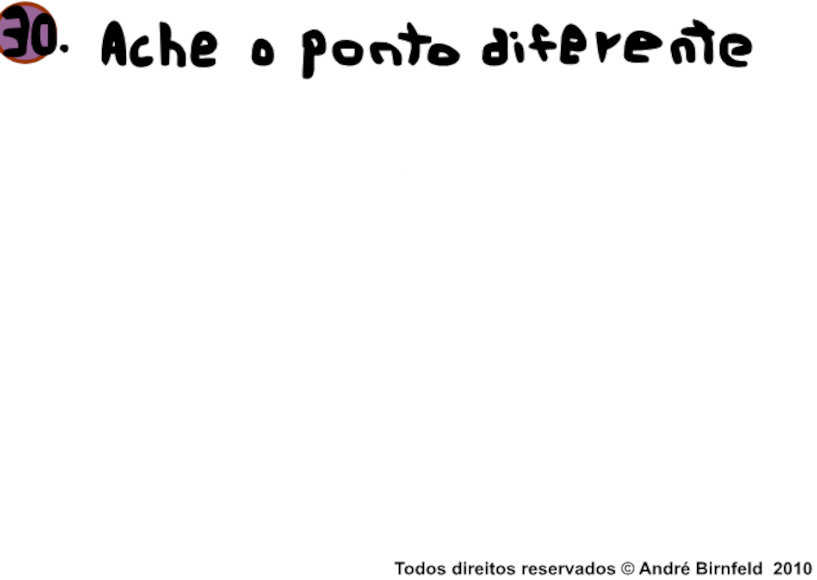 30. Ache o ponto diferente
Todos direitos reservados © André Birnfeld 2010